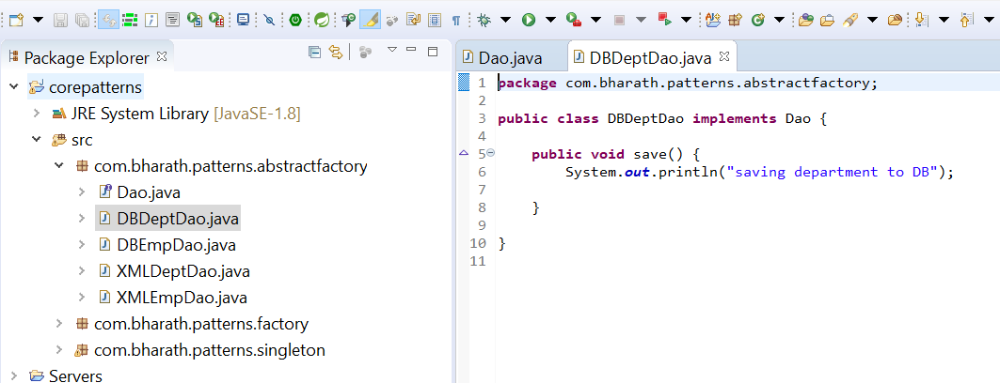 Package Explorer
corepatterns
JRE System Library [JavaSE-1.8]
src
com.bharath.patterns.abstractfactory
Dao.java
DBDeptDao.java
DBEmpDao.java
XMLDeptDao.java
XMLEmpDao.java
com.bharath.patterns.factory
com.bharath.patterns.singleton
Servers
Dao.java DBDeptDao.java
1 package com.bharath.patterns.abstractfactory;
2
3 public class DBDeptDao implements Dao {
4
5 public void save() {
6 System.out.println("saving department to DB");
7
8 }
9
10 }
11